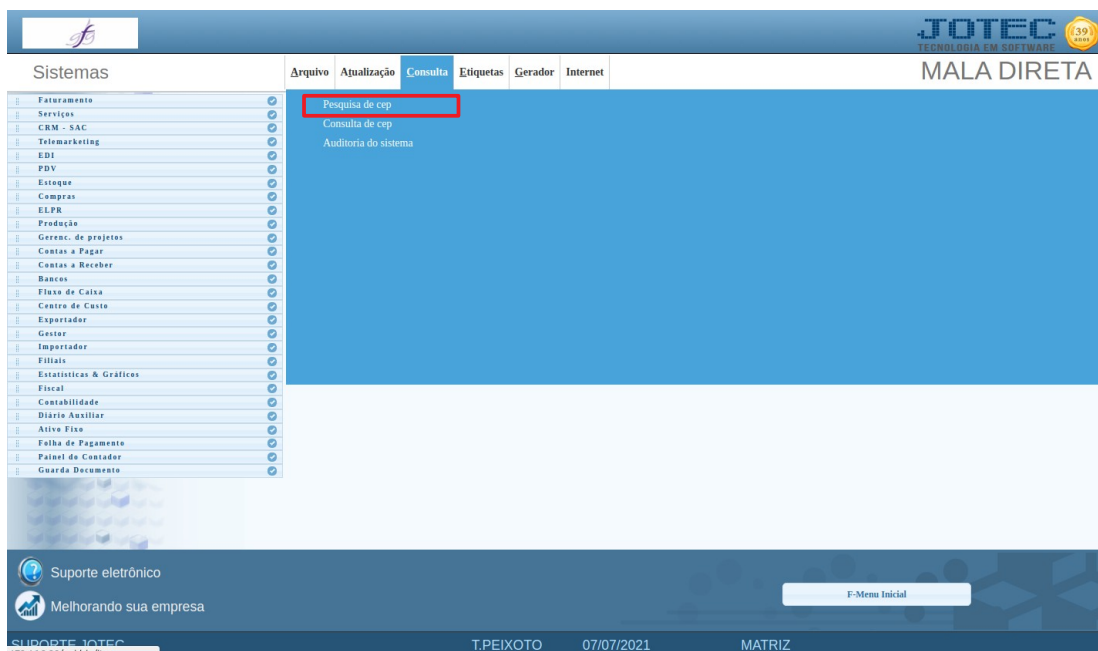 JOTEC
TECNOLOGIA EM SOFTWARE
39
anos
Sistemas
Arquivo Atualização Consulta Etiquetas Gerador Internet
MALA DIRETA
Faturamento
Serviços
CRM - SAC
Telemarketing
EDI
PDV
Estoque
Compras
ELPR
Produção
Gerenc. de projetos
Contas a Pagar
Contas a Receber
Bancos
Fluxo de Caixa
Centro de Custo
Exportador
Gestor
Importador
Filiais
Estatísticas & Gráficos
Fiscal
Contabilidade
Diário Auxiliar
Ativo Fixo
Folha de Pagamento
Painel do Contador
Guarda Documento
Pesquisa de cep
Consulta de cep
Auditoria do sistema
Suporte eletrônico
Melhorando sua empresa
F-Menu Inicial
SUPORTE JOTEC T.PEIXOTO 07/07/2021 MATRIZ